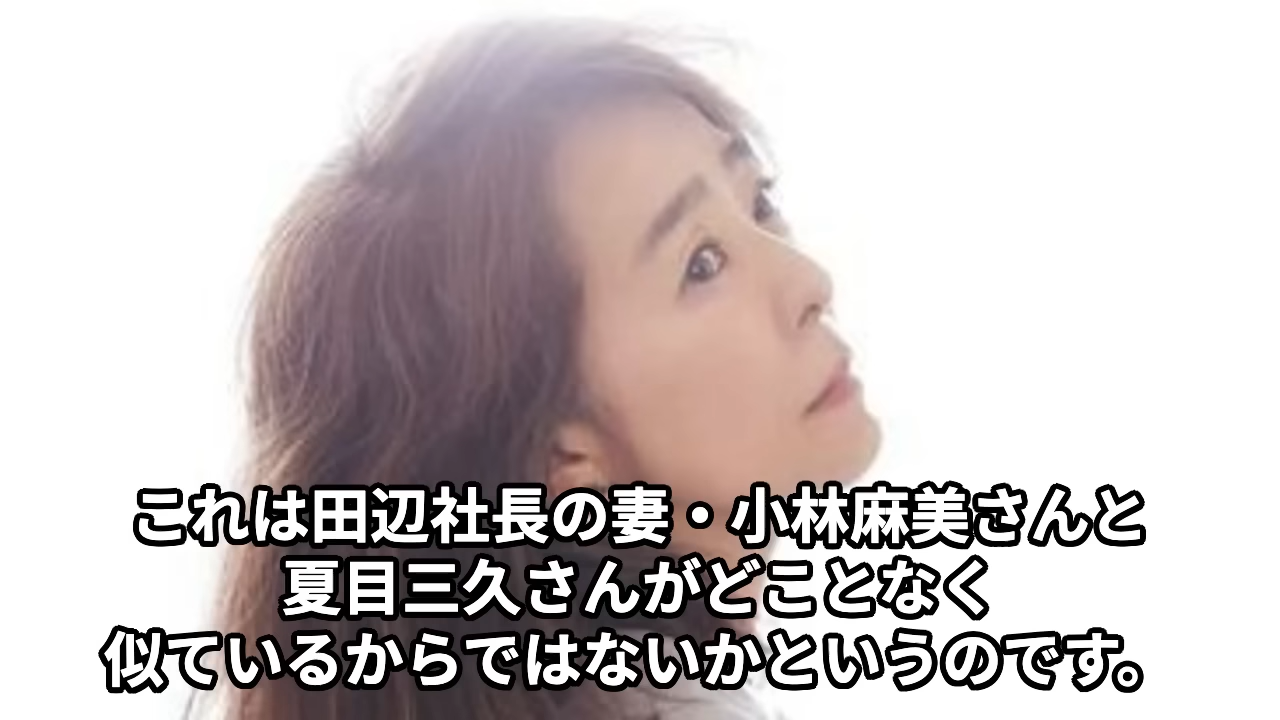 これは田辺社長の妻・小林麻美さんと
夏目三久さんがどことなく
似ているからではないかというのです。